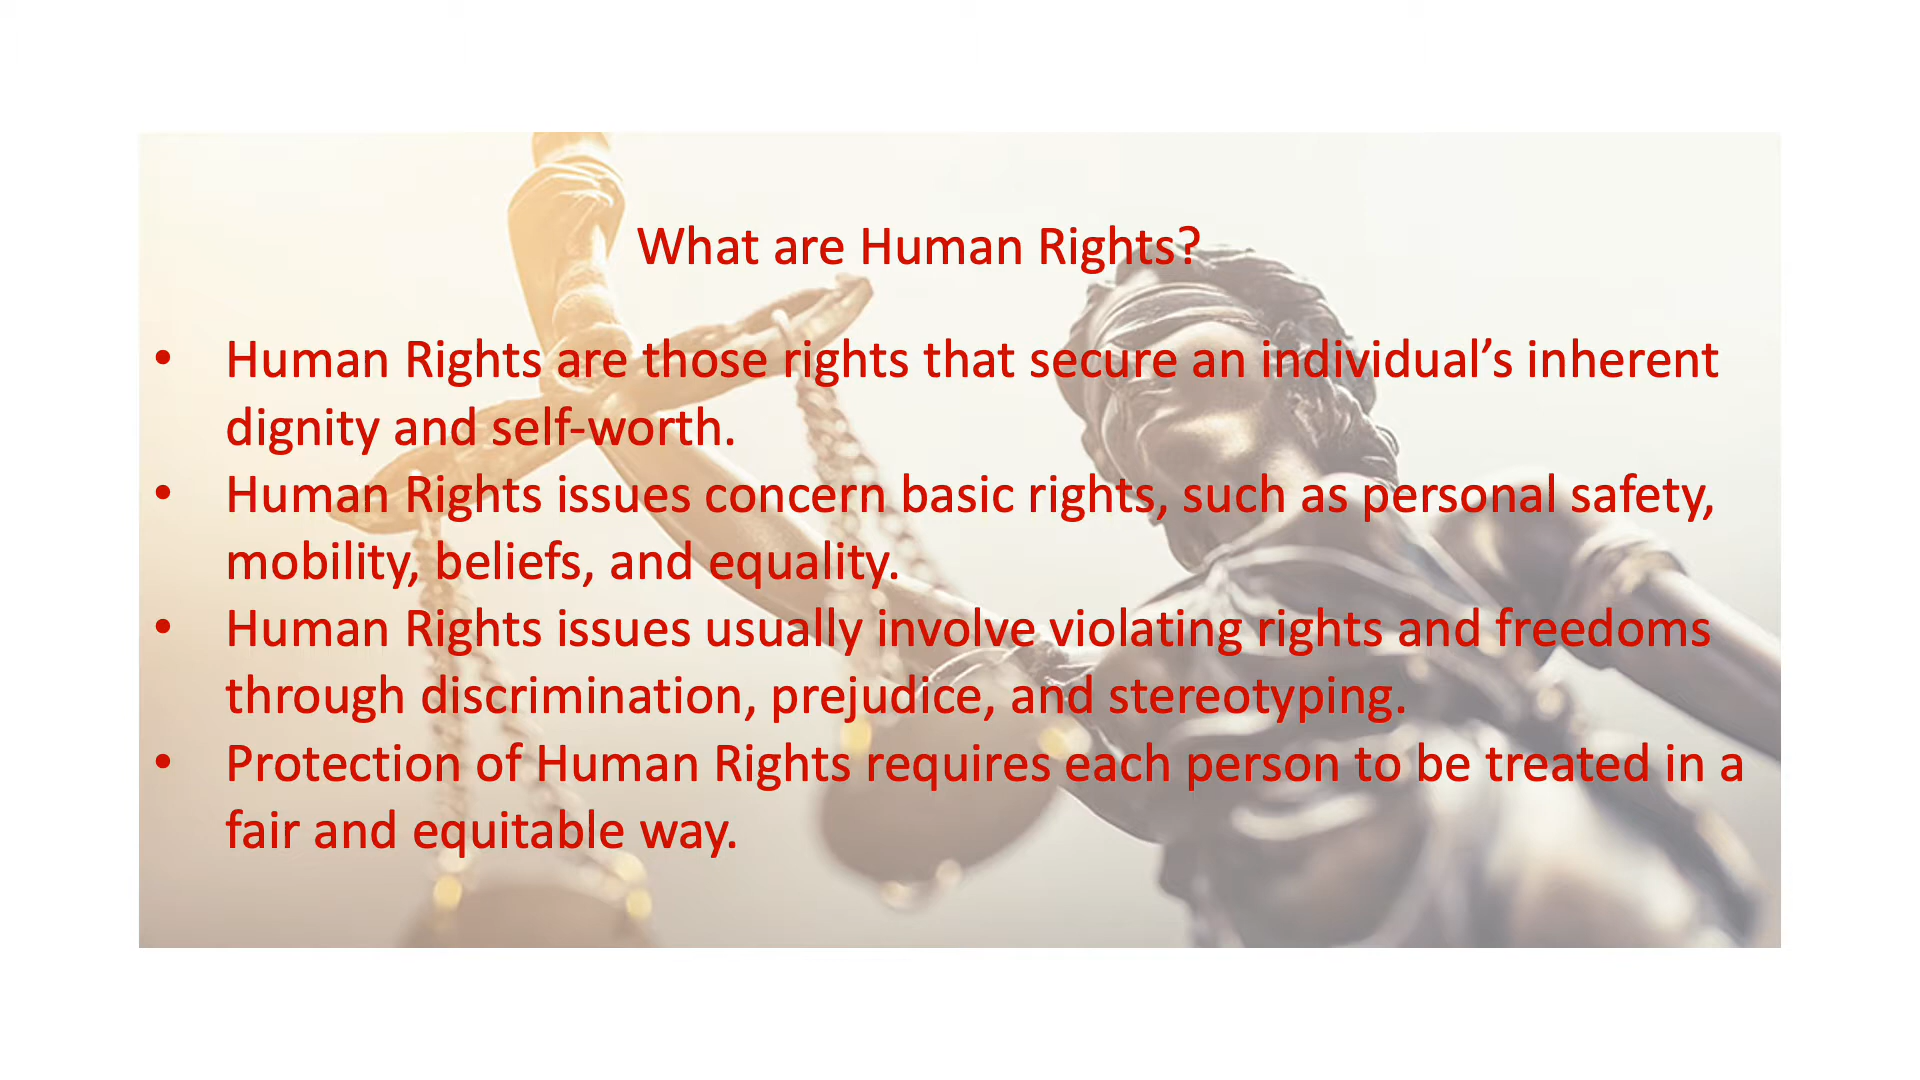 What are Human Rights?
• Human Rights are those rights that secure an individual’s inherent
dignity and self-worth.
• Human Rights issues concern basic rights, such as personal safety,
mobility, beliefs, and equality.
• Human Rights issues usually involve violating rights and freedoms
through discrimination, prejudice, and stereotyping.
• Protection of Human Rights requires each person to be treated in a
fair and equitable way.